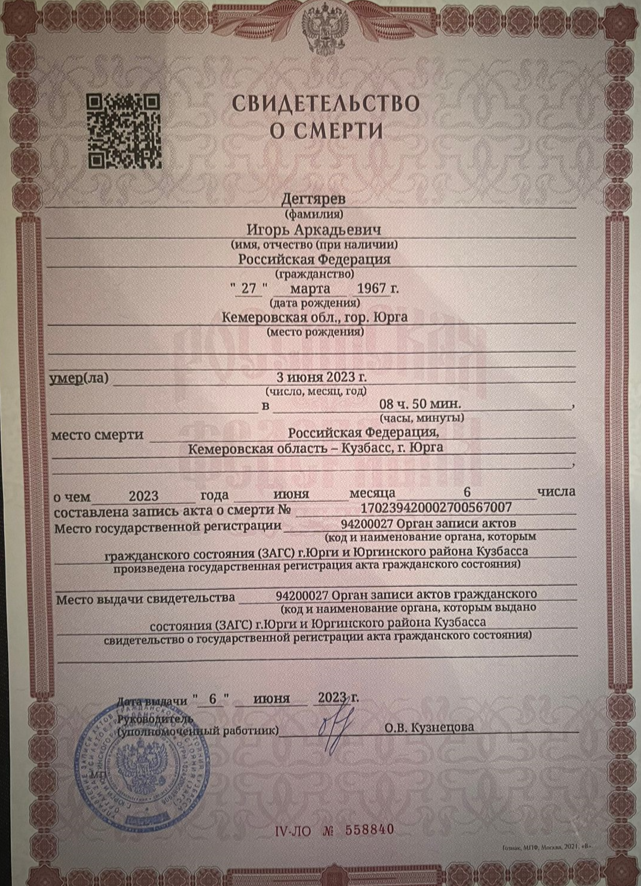 СВИДЕТЕЛЬСТВО
О СМЕРТИ
Дегтярев
(фамилия)
Игорь Аркадьевич
(имя, отчество (при наличии)
Российская Федерация
(гражданство)
" 27 " марта 1967 г.
(дата рождения)
Кемеровская обл., гор. Юрга
(место рождения)
умер(ла) 3 июня 2023 г.
(число, месяц, год)
в 08 ч. 50 мин.,
(часы, минуты)
место смерти Российская Федерация,
Кемеровская область – Кузбасс, г. Юрга
,
о чем 2023 года июня месяца 6 числа
составлена запись акта о смерти № 170239420002700567007
Место государственной регистрации 94200027 Орган записи актов
(код и наименование органа, которым
гражданского состояния (ЗАГС) г.Юрги и Юргинского района Кузбасса
произведена государственная регистрация акта гражданского состояния)
Место выдачи свидетельства 94200027 Орган записи актов гражданского
(код и наименование органа, которым выдано
состояния (ЗАГС) г.Юрги и Юргинского района Кузбасса
свидетельство о государственной регистрации акта гражданского состояния)
Дата выдачи " 6 " июня 2023 г.
Руководитель
(уполномоченный работник) О.В. Кузнецова
МП
IV-ЛО № 558840
Гознак, МПФ, Москва, 2021, «В».